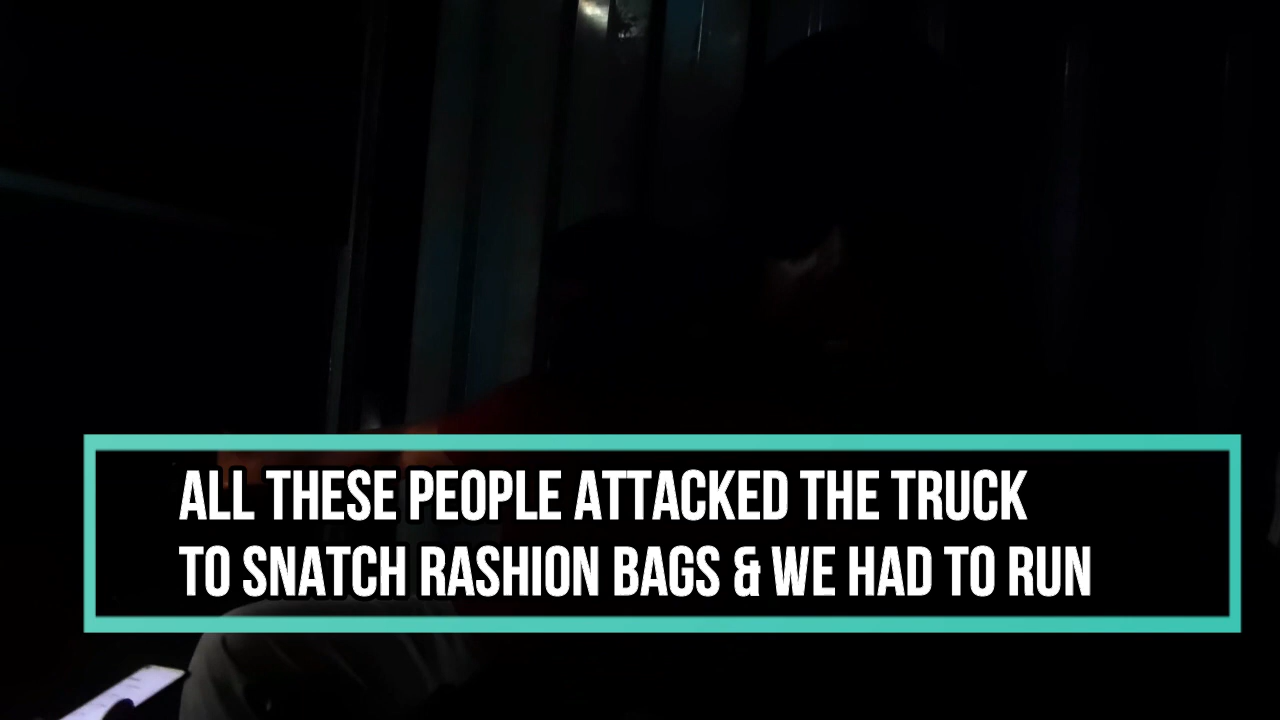 ALL THESE PEOPLE ATTACKED THE TRUCK
TO SNATCH RASHION BAGS & WE HAD TO RUN